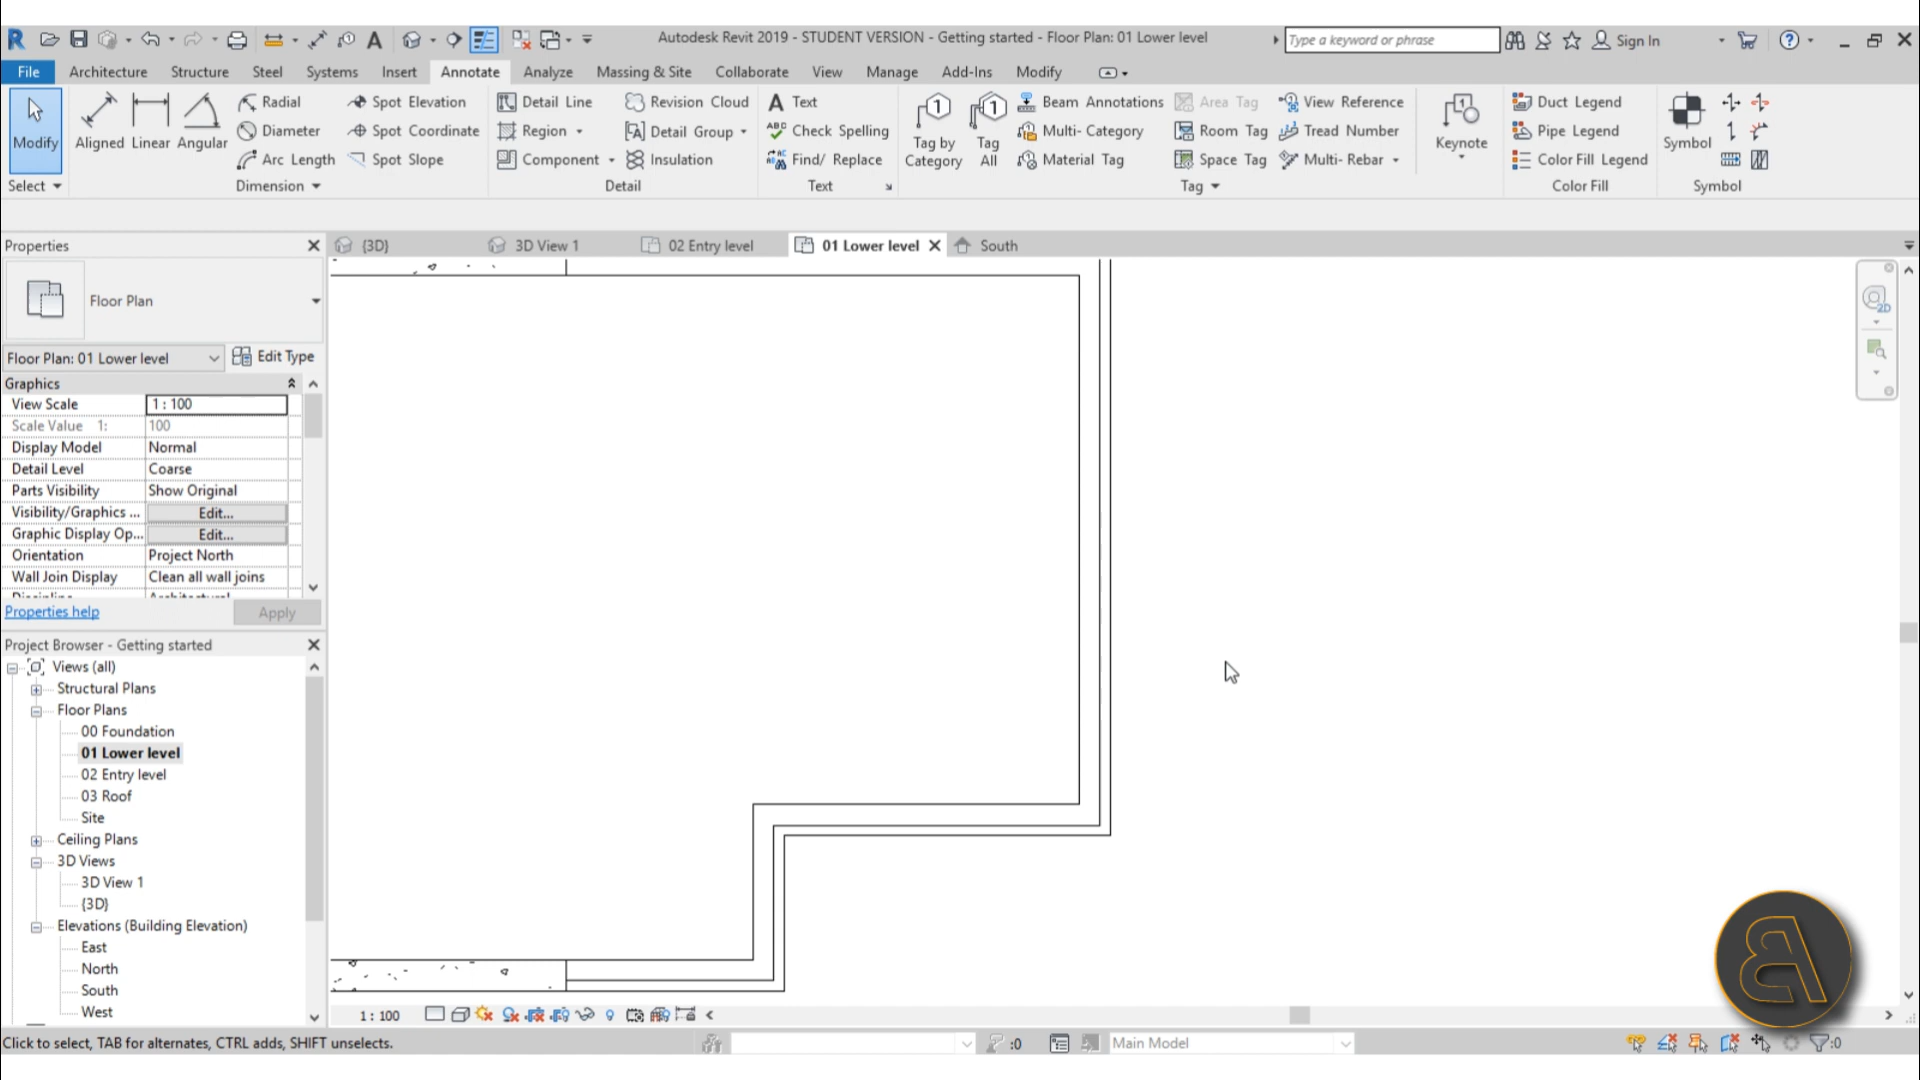 Autodesk Revit 2019 - STUDENT VERSION - Getting started - Floor Plan: 01 Lower level
Type a keyword or phrase
Sign In
File Architecture Structure Steel Systems Insert Annotate Analyze Massing & Site Collaborate View Manage Add-Ins Modify
Modify
Aligned Linear Angular
Radial
Diameter
Arc Length
Spot Elevation
Spot Coordinate
Spot Slope
Detail Line
Region
Component
Revision Cloud
Detail Group
Insulation
Text
Check Spelling
Find/ Replace
Tag by Category
Tag All
Beam Annotations
Multi- Category
Material Tag
Area Tag
Room Tag
Space Tag
View Reference
Tread Number
Multi- Rebar
Keynote
Duct Legend
Pipe Legend
Color Fill Legend
Symbol
Select Dimension Detail Text Tag Color Fill Symbol
Properties
{3D} 3D View 1 02 Entry level 01 Lower level South
Floor Plan
Floor Plan: 01 Lower level Edit Type
Graphics
View Scale 1 : 100
Scale Value 1: 100
Display Model Normal
Detail Level Coarse
Parts Visibility Show Original
Visibility/Graphics ... Edit...
Graphic Display Op... Edit...
Orientation Project North
Wall Join Display Clean all wall joins
Properties help Apply
Project Browser - Getting started
Views (all)
Structural Plans
Floor Plans
00 Foundation
01 Lower level
02 Entry level
03 Roof
Site
Ceiling Plans
3D Views
3D View 1
{3D}
Elevations (Building Elevation)
East
North
South
West
2D
1 : 100
Click to select, TAB for alternates, CTRL adds, SHIFT unselects.
:0
Main Model
:0